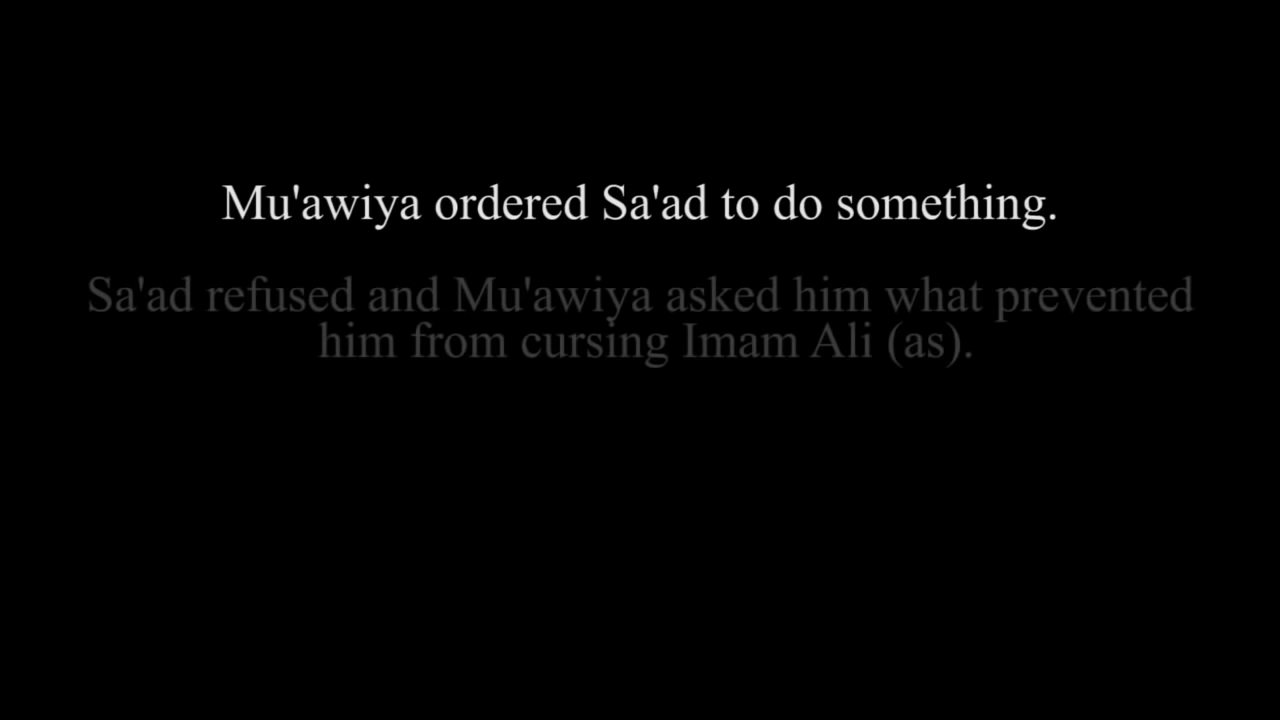 Mu'awiya ordered Sa'ad to do something.
Sa'ad refused and Mu'awiya asked him what prevented
him from cursing Imam Ali (as).